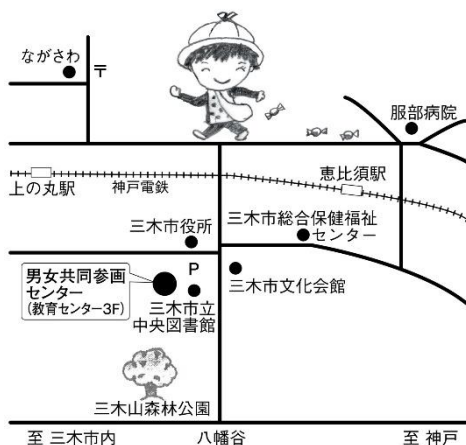 ながさわ
〒
服部病院
上の丸駅
神戸電鉄
恵比須駅
三木市役所
三木市総合保健福祉
センター
男女共同参画
センター
(教育センター3F)
P
三木市立
中央図書館
三木市文化会館
三木山森林公園
至 三木市内
八幡谷
至 神戸